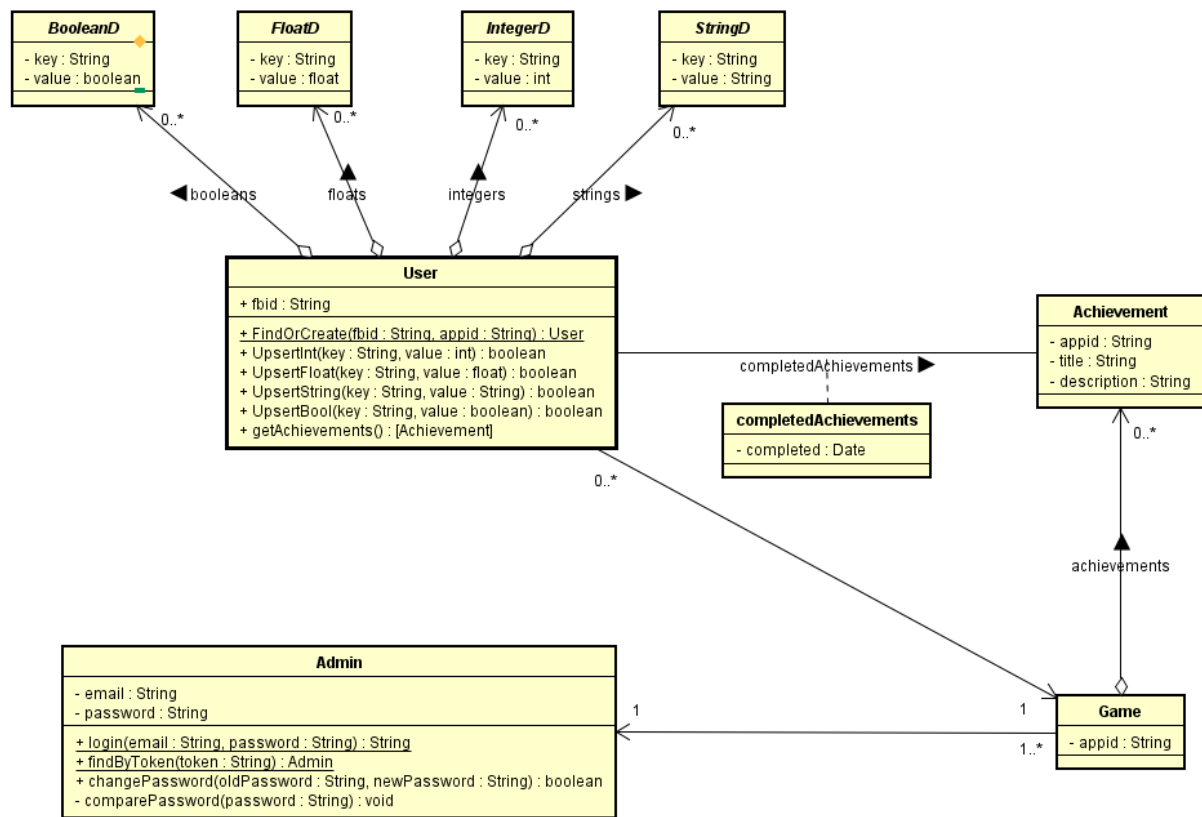 BooleanD
- key : String
- value : boolean
FloatD
- key : String
- value : float
IntegerD
- key : String
- value : int
StringD
- key : String
- value : String
0..*
0..*
0..*
0..*
booleans
floats
integers
strings
User
+ fbid : String
+ FindOrCreate(fbid : String, appid : String) : User
+ UpsertInt(key : String, value : int) : boolean
+ UpsertFloat(key : String, value : float) : boolean
+ UpsertString(key : String, value : String) : boolean
+ UpsertBool(key : String, value : boolean) : boolean
+ getAchievements() : [Achievement]
completedAchievements
completedAchievements
- completed : Date
Achievement
- appid : String
- title : String
- description : String
0..*
0..*
achievements
Admin
- email : String
- password : String
+ login(email : String, password : String) : String
+ findByToken(token : String) : Admin
+ changePassword(oldPassword : String, newPassword : String) : boolean
- comparePassword(password : String) : void
1
1
1..*
Game
- appid : String